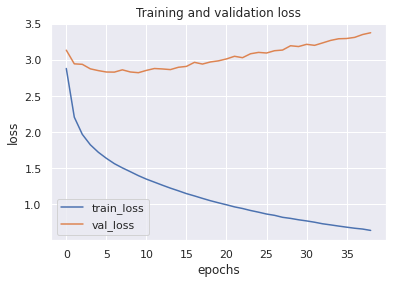 Training and validation loss
3.5
3.0
2.5
2.0
1.5
1.0
loss
train_loss
val_loss
0 5 10 15 20 25 30 35
epochs